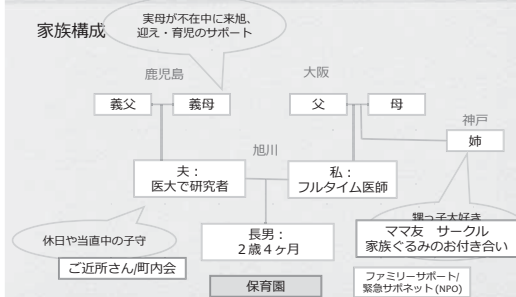 家族構成
実母が不在中に来旭、
迎え・育児のサポート
鹿児島
大阪
義父
義母
父
母
神戸
姉
旭川
夫：
医大で研究者
私：
フルタイム医師
長男：
２歳４ヶ月
休日や当直中の子守
ご近所さん/町内会
甥っ子大好き
ママ友　サークル
家族ぐるみのお付き合い
保育園
ファミリーサポート/
緊急サポネット(NPO)